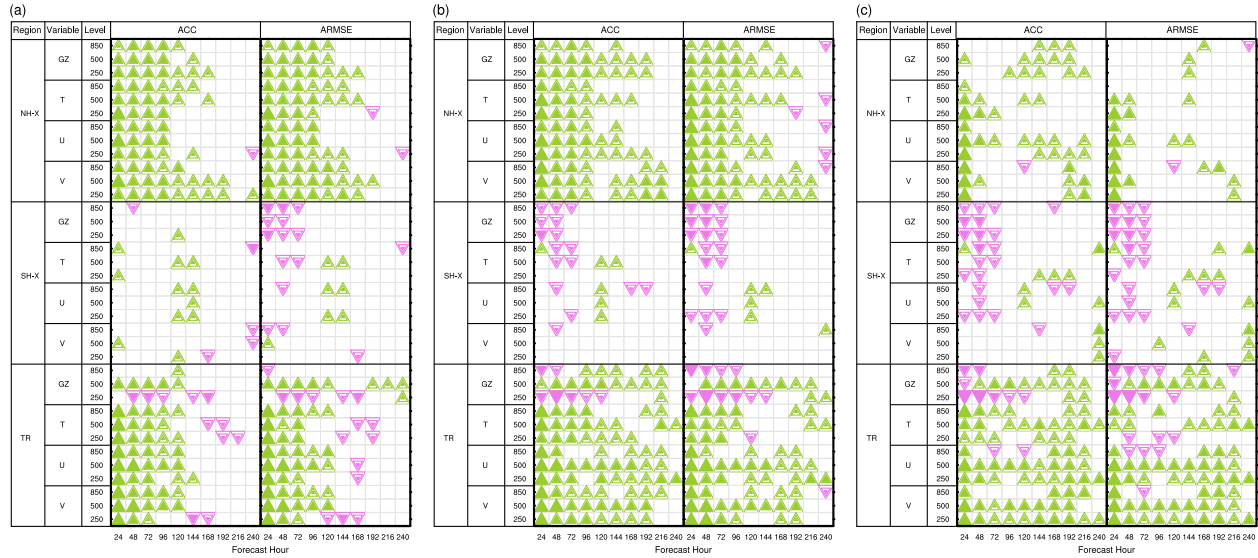 (a) (b) (c)
ACC ARMSE ACC ARMSE ACC ARMSE
Region Variable Level Region Variable Level Region Variable Level
850 850 850
GZ 500 GZ 500 GZ 500
250 250 250
850 850 850
T 500 T 500 T 500
NH-X 250 NH-X 250 NH-X 250
850 850 850
U 500 U 500 U 500
250 250 250
850 850 850
V 500 V 500 V 500
250 250 250
850 850 850
GZ 500 GZ 500 GZ 500
250 250 250
850 850 850
T 500 T 500 T 500
SH-X 250 SH-X 250 SH-X 250
850 850 850
U 500 U 500 U 500
250 250 250
850 850 850
V 500 V 500 V 500
250 250 250
850 850 850
GZ 500 GZ 500 GZ 500
250 250 250
850 850 850
T 500 T 500 T 500
TR 250 TR 250 TR 250
850 850 850
U 500 U 500 U 500
250 250 250
850 850 850
V 500 V 500 V 500
250 250 250
24 48 72 96 120 144 168 192 216 240 24 48 72 96 120 144 168 192 216 240 24 48 72 96 120 144 168 192 216 240 24 48 72 96 120 144 168 192 216 240 24 48 72 96 120 144 168 192 216 240 24 48 72 96 120 144 168 192 216 240
Forecast Hour Forecast Hour Forecast Hour